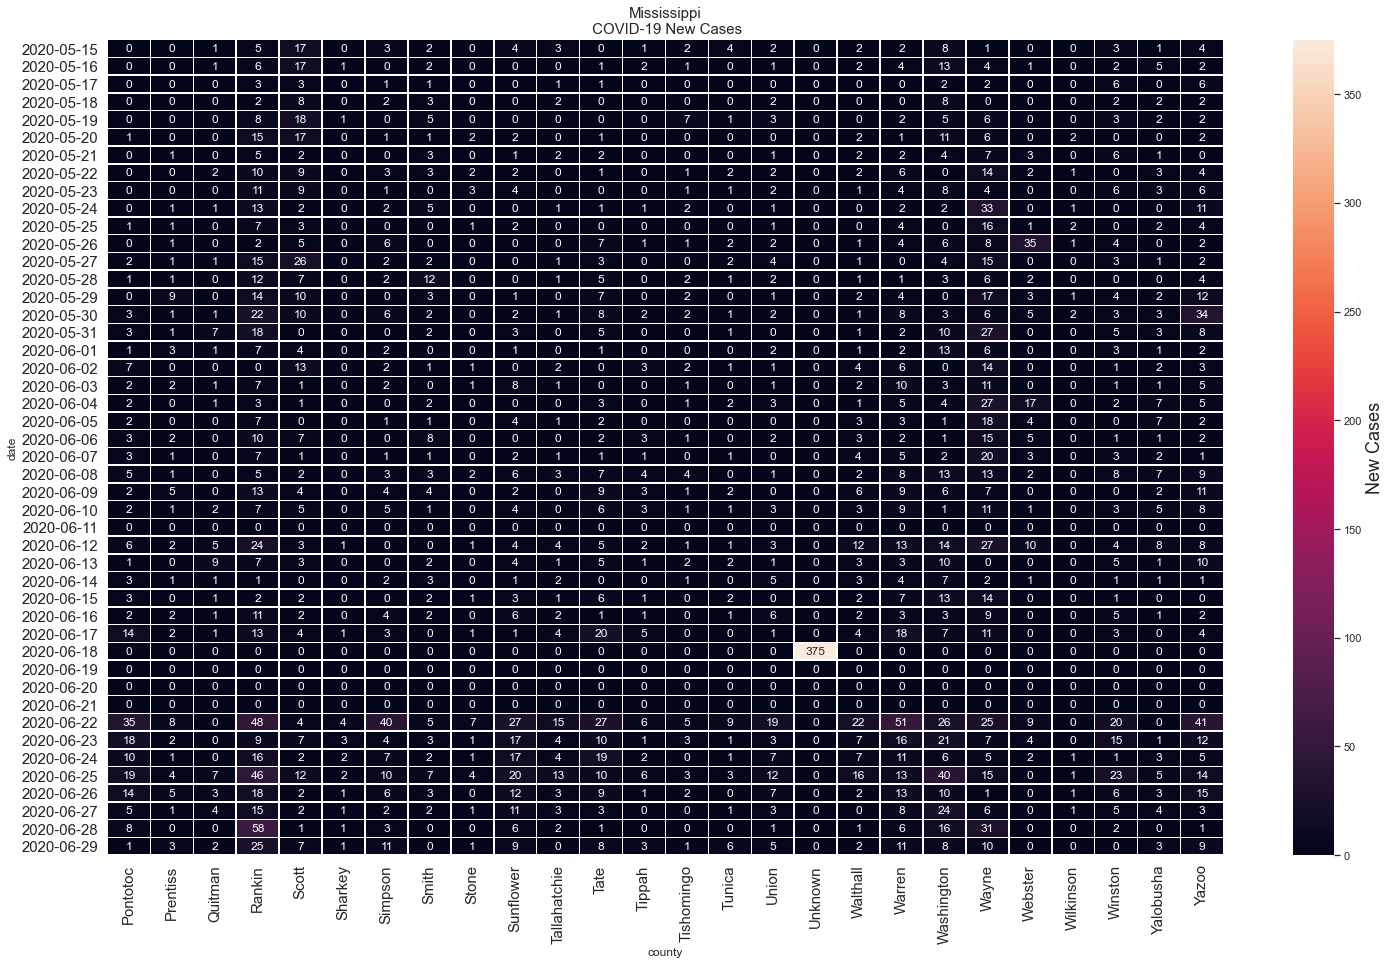 Mississippi
COVID-19 New Cases
2020-05-15 0 0 1 5 17 0 3 2 0 4 3 0 1 2 4 2 0 2 2 8 1 0 0 3 1 4
2020-05-16 0 0 1 6 17 1 0 2 0 0 0 1 2 1 0 1 0 2 4 13 4 1 0 2 5 2
2020-05-17 0 0 0 3 3 0 1 1 0 0 1 1 0 0 0 0 0 0 0 2 2 0 0 6 0 6
2020-05-18 0 0 0 2 8 0 2 3 0 0 2 0 0 0 0 2 0 0 0 8 0 0 0 2 2 2
2020-05-19 0 0 0 8 18 1 0 5 0 0 0 0 0 7 1 3 0 0 2 5 6 0 0 3 2 2
2020-05-20 1 0 0 15 17 0 1 1 2 2 0 1 0 0 0 0 0 2 1 11 6 0 2 0 0 2
2020-05-21 0 1 0 5 2 0 0 3 0 1 2 2 0 0 0 1 0 2 2 4 7 3 0 6 1 0
2020-05-22 0 0 2 10 9 0 3 3 2 2 0 1 0 1 2 2 0 2 6 0 14 2 1 0 3 4
2020-05-23 0 0 0 11 9 0 1 0 3 4 0 0 0 1 1 2 0 1 4 8 4 0 0 6 3 6
2020-05-24 0 1 1 13 2 0 2 5 0 0 1 1 1 2 0 1 0 0 2 2 33 0 1 0 0 11
2020-05-25 1 1 0 7 3 0 0 0 1 2 0 0 0 0 0 0 0 0 4 0 16 1 2 0 2 4
2020-05-26 0 1 0 2 5 0 6 0 0 0 0 7 1 1 2 2 0 1 4 6 8 35 1 4 0 2
2020-05-27 2 1 1 15 26 0 2 2 0 0 1 3 0 0 2 4 0 1 0 4 15 0 0 3 1 2
2020-05-28 1 1 0 12 7 0 2 12 0 0 1 5 0 2 1 2 0 1 1 3 6 2 0 0 0 4
2020-05-29 0 9 0 14 10 0 0 3 0 1 0 7 0 2 0 1 0 2 4 0 17 3 1 4 2 12
2020-05-30 3 1 1 22 10 0 6 2 0 2 1 8 2 2 1 2 0 1 8 3 6 5 2 3 3 34
2020-05-31 3 1 7 18 0 0 0 2 0 3 0 5 0 0 1 0 0 1 2 10 27 0 0 5 3 8
2020-06-01 1 3 1 7 4 0 2 0 0 1 0 1 0 0 0 2 0 1 2 13 6 0 0 3 1 2
2020-06-02 7 0 0 0 13 0 2 1 1 0 2 0 3 2 1 1 0 4 6 0 14 0 0 1 2 3
2020-06-03 2 2 1 7 1 0 2 0 1 8 1 0 0 1 0 1 0 2 10 3 11 0 0 1 1 5
2020-06-04 2 0 1 3 1 0 0 2 0 0 0 3 0 1 2 3 0 1 5 4 27 17 0 2 7 5
2020-06-05 2 0 0 7 0 0 1 1 0 4 1 2 0 0 0 0 0 3 3 1 18 4 0 0 7 2
2020-06-06 3 2 0 10 7 0 0 8 0 0 0 2 3 1 0 2 0 3 2 1 15 5 0 1 1 2
2020-06-07 3 1 0 7 1 0 1 1 0 2 1 1 1 0 1 0 0 4 5 2 20 3 0 3 2 1
2020-06-08 5 1 0 5 2 0 3 3 2 6 3 7 4 4 0 1 0 2 8 13 13 2 0 8 7 9
2020-06-09 2 5 0 13 4 0 4 4 0 2 0 9 3 1 2 0 0 6 9 6 7 0 0 0 2 11
2020-06-10 2 1 2 7 5 0 5 1 0 4 0 6 3 1 1 3 0 3 9 1 11 1 0 3 5 8
2020-06-11 0 0 0 0 0 0 0 0 0 0 0 0 0 0 0 0 0 0 0 0 0 0 0 0 0 0
2020-06-12 6 2 5 24 3 1 0 0 1 4 4 5 2 1 1 3 0 12 13 14 27 10 0 4 8 8
2020-06-13 1 0 9 7 3 0 0 2 0 4 1 5 1 2 2 1 0 3 3 10 0 0 0 5 1 10
2020-06-14 3 1 1 1 0 0 2 3 0 1 2 0 0 1 0 5 0 3 4 7 2 1 0 1 1 1
2020-06-15 3 0 1 2 2 0 0 2 1 3 1 6 1 0 2 0 0 2 7 13 14 0 0 1 0 0
2020-06-16 2 2 1 11 2 0 4 2 0 6 2 1 1 0 1 6 0 2 3 3 9 0 0 5 1 2
2020-06-17 14 2 1 13 4 1 3 0 1 1 4 20 5 0 0 1 0 4 18 7 11 0 0 3 0 4
2020-06-18 0 0 0 0 0 0 0 0 0 0 0 0 0 0 0 0 375 0 0 0 0 0 0 0 0 0
2020-06-19 0 0 0 0 0 0 0 0 0 0 0 0 0 0 0 0 0 0 0 0 0 0 0 0 0 0
2020-06-20 0 0 0 0 0 0 0 0 0 0 0 0 0 0 0 0 0 0 0 0 0 0 0 0 0 0
2020-06-21 0 0 0 0 0 0 0 0 0 0 0 0 0 0 0 0 0 0 0 0 0 0 0 0 0 0
2020-06-22 35 8 0 48 4 4 40 5 7 27 15 27 6 5 9 19 0 22 51 26 25 9 0 20 0 41
2020-06-23 18 2 0 9 7 3 4 3 1 17 4 10 1 3 1 3 0 7 16 21 7 4 0 15 1 12
2020-06-24 10 1 0 16 2 2 7 2 1 17 4 19 2 0 0 7 0 7 11 6 5 2 1 1 3 5
2020-06-25 19 4 7 46 12 2 10 7 4 20 13 10 6 3 3 12 0 16 13 40 15 0 1 23 5 14
2020-06-26 14 5 3 18 2 1 6 3 0 12 3 9 1 2 0 7 0 2 13 10 1 0 1 6 3 15
2020-06-27 5 1 4 15 2 1 2 2 1 11 3 3 0 0 1 3 0 0 8 24 6 0 1 5 4 3
2020-06-28 8 0 0 58 1 1 3 0 0 6 2 1 0 0 0 1 0 1 6 16 31 0 0 2 0 1
2020-06-29 1 3 2 25 7 1 11 0 1 9 0 8 3 1 6 5 0 2 11 8 10 0 0 0 3 9
date
Pontotoc Prentiss Quitman Rankin Scott Sharkey Simpson Smith Stone Sunflower Tallahatchie Tate Tippah Tishomingo Tunica Union Unknown Walthall Warren Washington Wayne Webster Wilkinson Winston Yalobusha Yazoo
county
350
300
250
200
150
100
50
0
New Cases